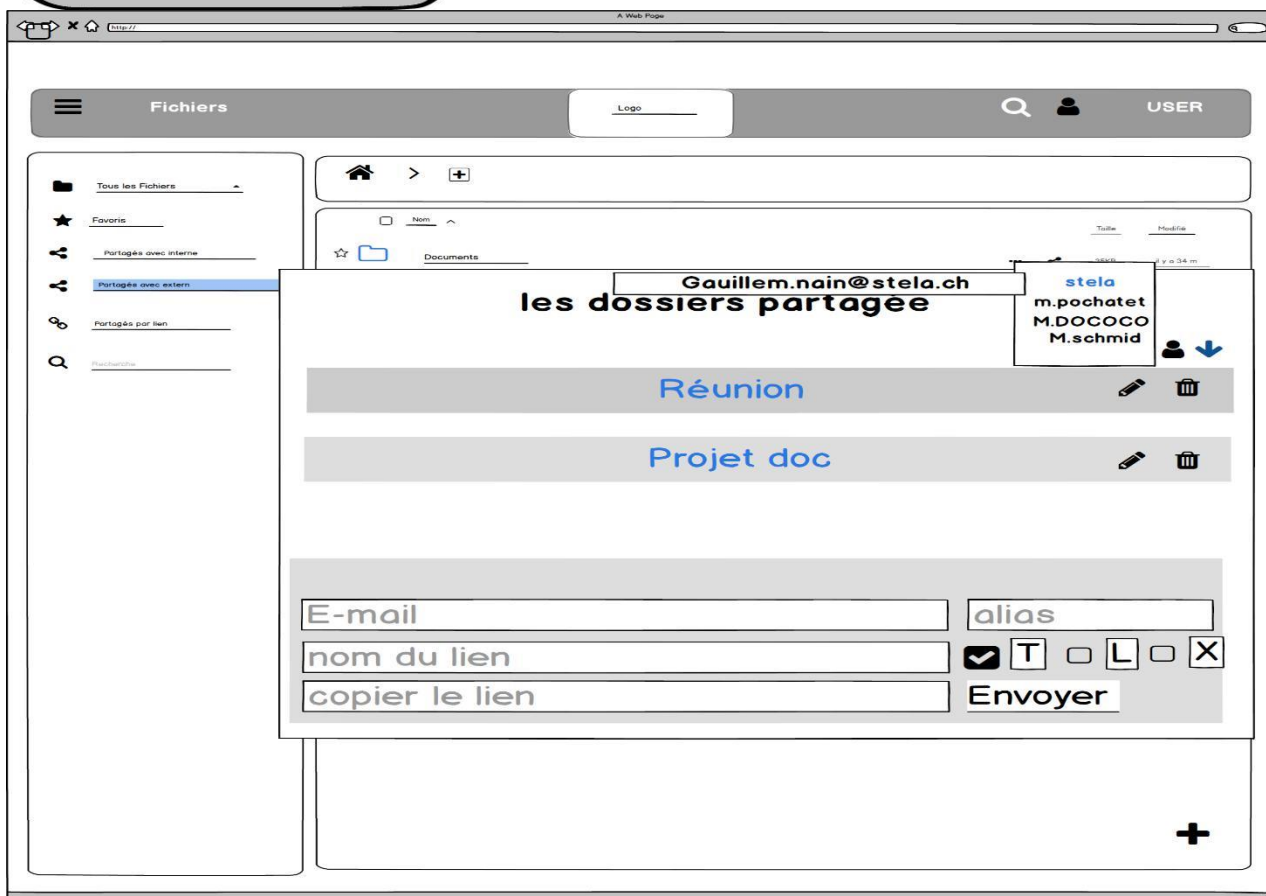 A Web Page
http://
Fichiers
Logo
USER
Tous les Fichiers
Favoris
Partagés avec interne
Partagés avec extern
Partagés par lien
Recherche
Nom
Taille
Modifié
Documents
il y a 34 m
Gauillem.nain@stela.ch
les dossiers partagée
stela
m.pochatet
M.DOCOCO
M.schmid
Réunion
Projet doc
E-mail
alias
nom du lien
T
L
X
copier le lien
Envoyer